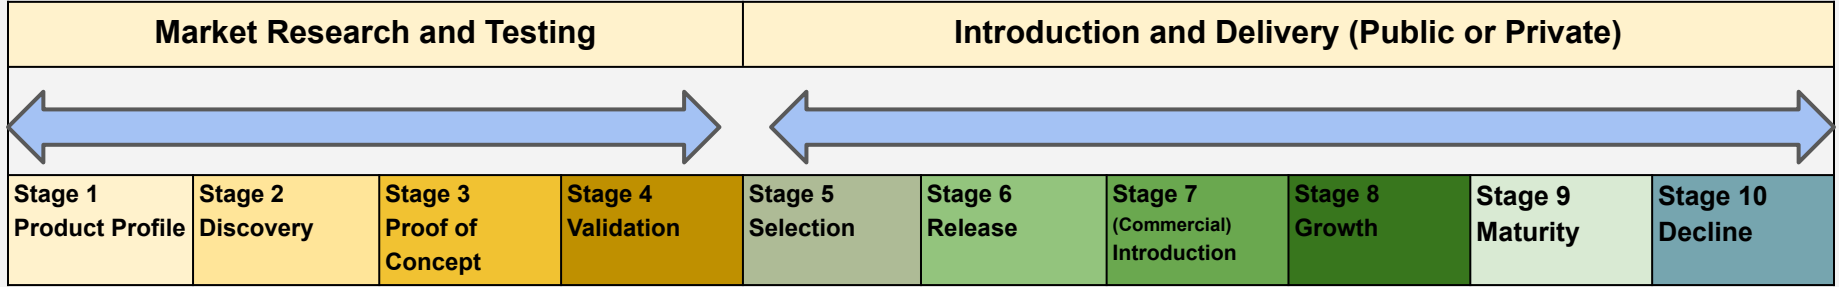 Market Research and Testing
Introduction and Delivery (Public or Private)
Stage 1
Product Profile
Stage 2
Discovery
Stage 3
Proof of
Concept
Stage 4
Validation
Stage 5
Selection
Stage 6
Release
Stage 7
(Commercial)
Introduction
Stage 8
Growth
Stage 9
Maturity
Stage 10
Decline